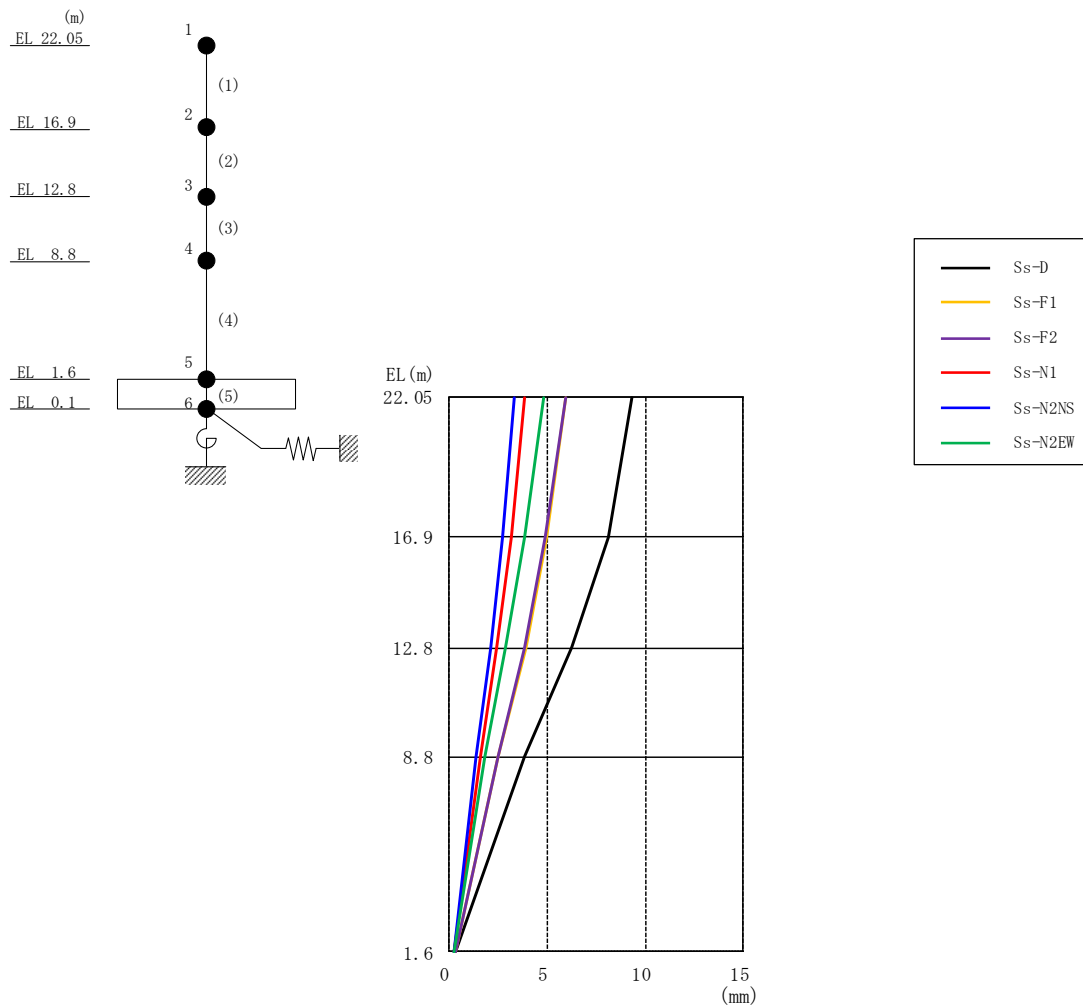 (m)
EL 22.05
1
(1)
EL 16.9
2
(2)
EL 12.8
3
(3)
EL 8.8
4
(4)
EL 1.6
5
(5)
EL 0.1
6
EL(m)
22.05
16.9
12.8
8.8
1.6
0 5 10 15
(mm)
Ss-D
Ss-F1
Ss-F2
Ss-N1
Ss-N2NS
Ss-N2EW